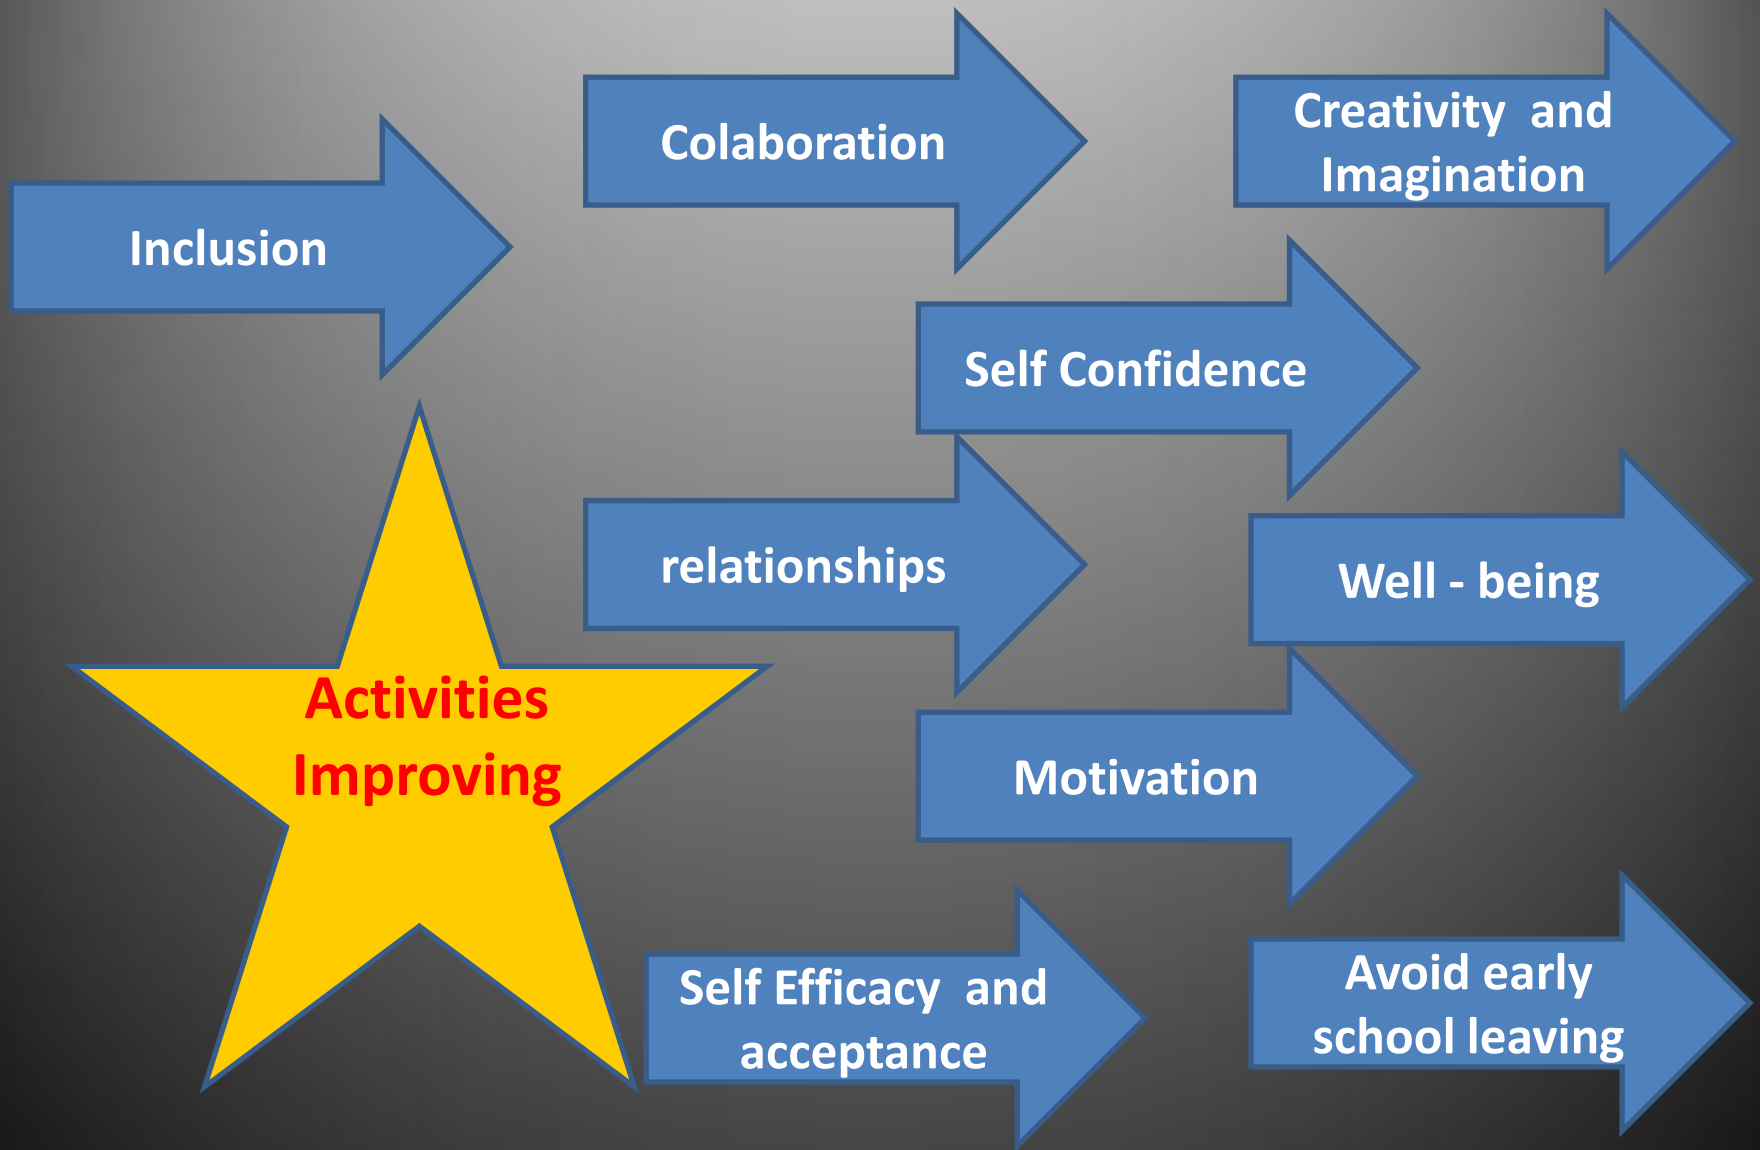 Colaboration
Creativity  and
Imagination
Inclusion
Self Confidence
relationships
Well - being
Activities
Improving
Motivation
Self Efficacy  and
acceptance
Avoid early
school leaving